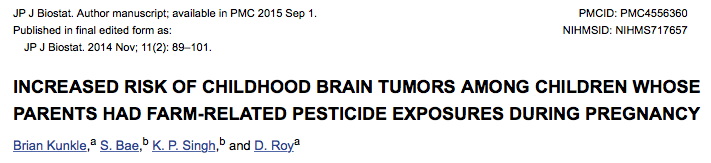 JP J Biostat. Author manuscript; available in PMC 2015 Sep 1.
PMCID: PMC4556360
Published in final edited form as:
NIHMSID: NIHMS717657
JP J Biostat. 2014 Nov; 11(2): 89–101.
INCREASED RISK OF CHILDHOOD BRAIN TUMORS AMONG CHILDREN WHOSE
PARENTS HAD FARM-RELATED PESTICIDE EXPOSURES DURING PREGNANCY
Brian Kunkle,a S. Bae,b K. P. Singh,b and D. Roya